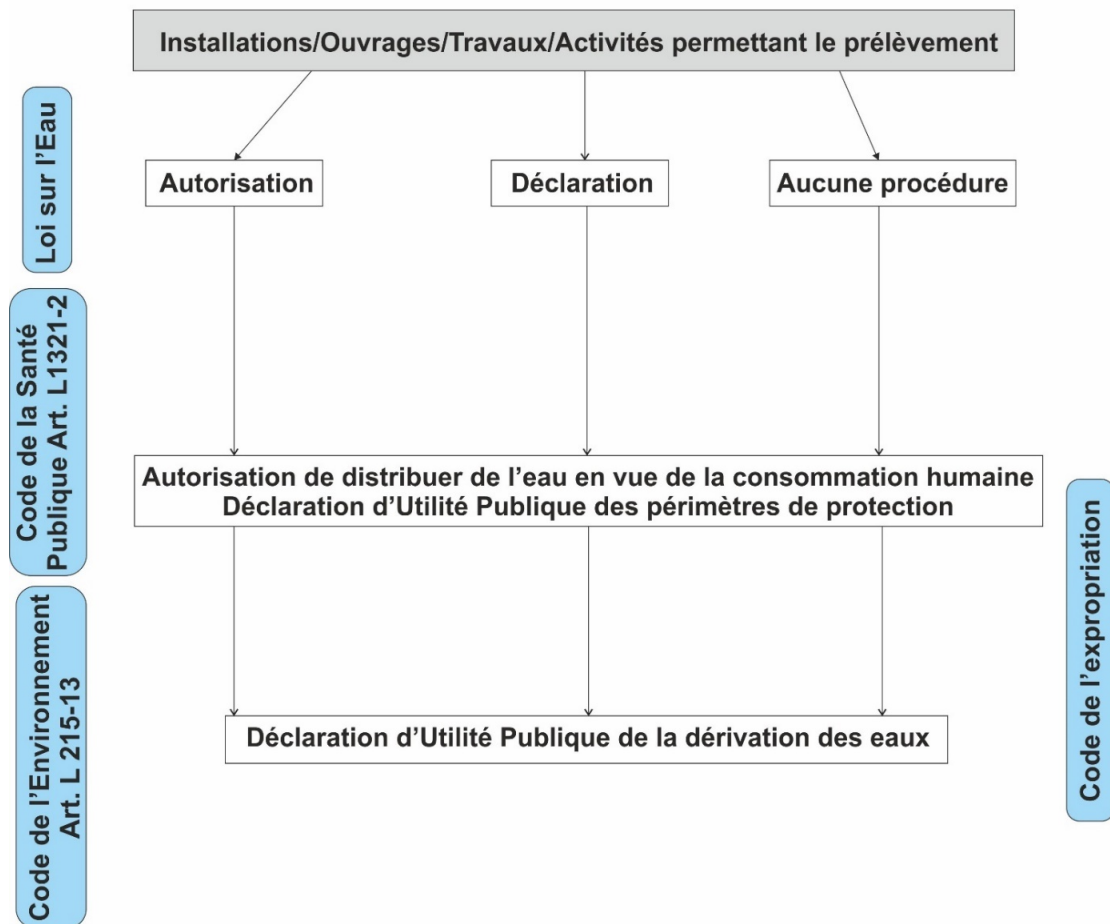 Installations/Ouvrages/Travaux/Activités permettant le prélèvement
Loi sur l'Eau
Autorisation
Déclaration
Aucune procédure
Code de la Santé
Publique Art. L1321-2
Autorisation de distribuer de l'eau en vue de la consommation humaine
Déclaration d'Utilité Publique des périmètres de protection
Code de l'Environnement
Art. L 215-13
Déclaration d'Utilité Publique de la dérivation des eaux
Code de l'expropriation